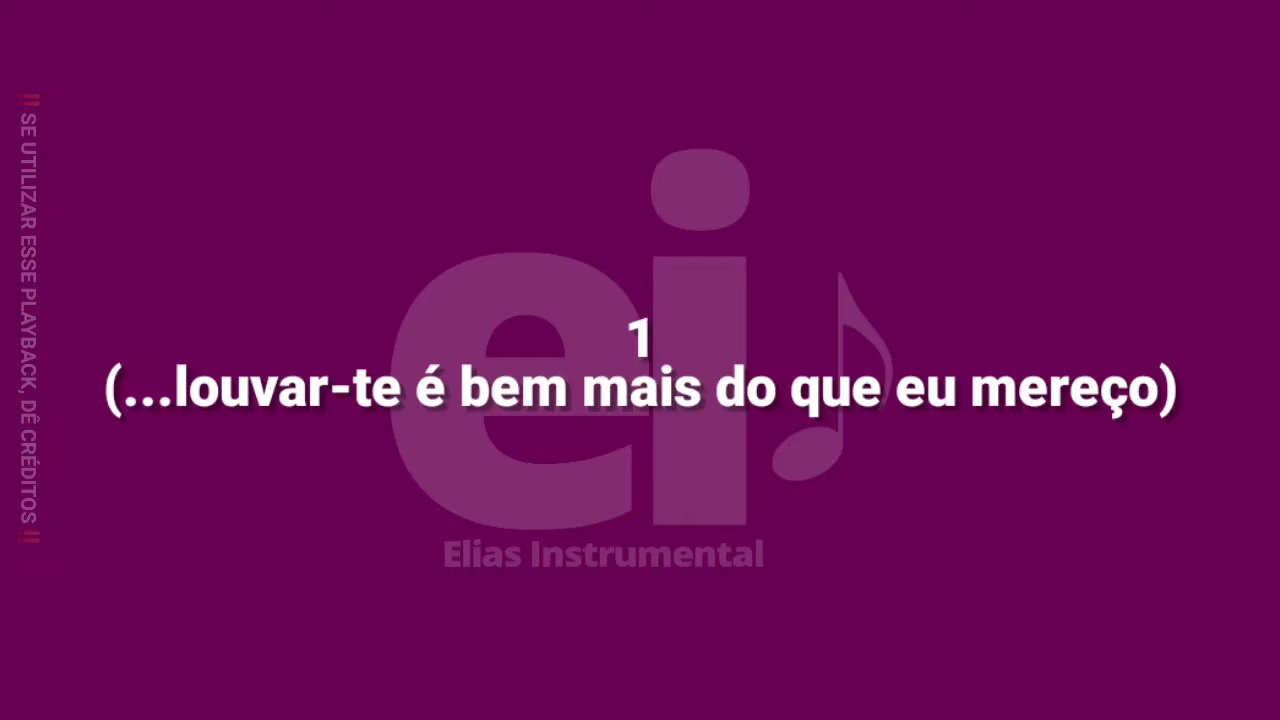 !! SE UTILIZAR ESSE PLAYBACK, DÊ CRÉDITOS !!
ei
1
(...louvar-te é bem mais do que eu mereço)
Elias Instrumental